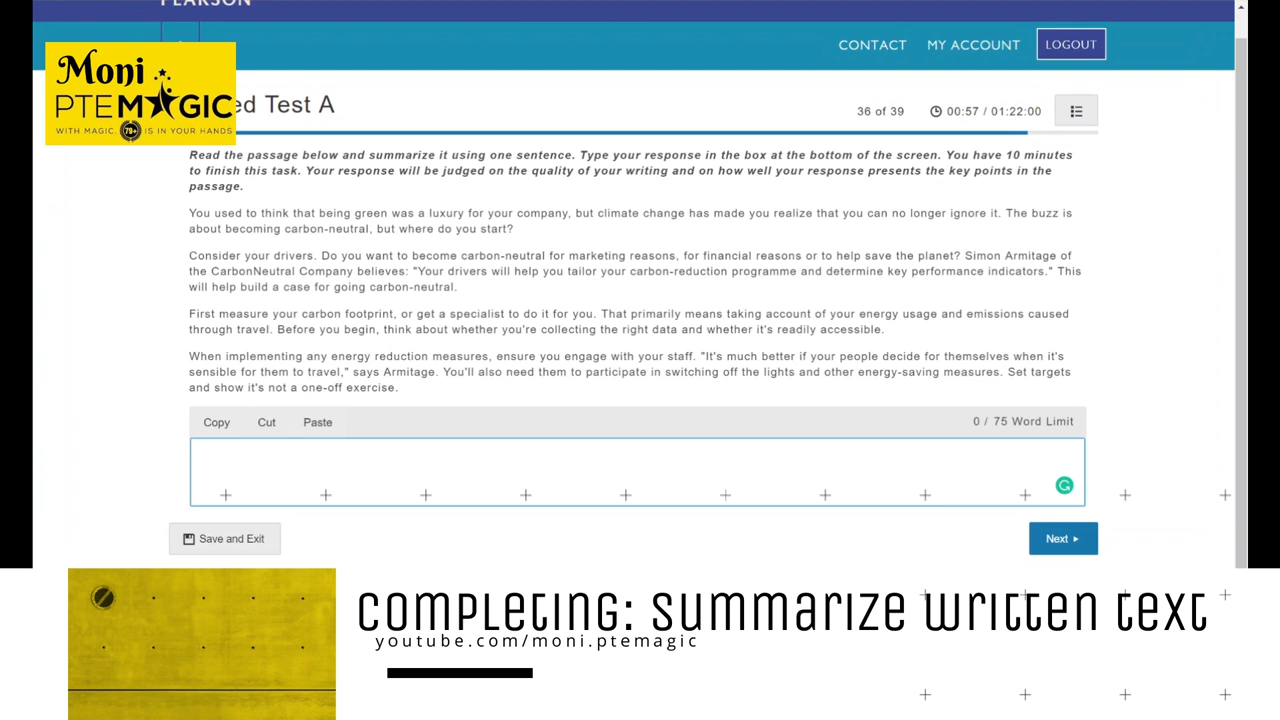 PEARSON
CONTACT MY ACCOUNT LOGOUT
Moni
PTEMAGIC
WITH MAGIC, 79+ IS IN YOUR HANDS
ed Test A
36 of 39 00:57 / 01:22:00
Read the passage below and summarize it using one sentence. Type your response in the box at the bottom of the screen. You have 10 minutes
to finish this task. Your response will be judged on the quality of your writing and on how well your response presents the key points in the
passage.
You used to think that being green was a luxury for your company, but climate change has made you realize that you can no longer ignore it. The buzz is
about becoming carbon-neutral, but where do you start?
Consider your drivers. Do you want to become carbon-neutral for marketing reasons, for financial reasons or to help save the planet? Simon Armitage of
the CarbonNeutral Company believes: "Your drivers will help you tailor your carbon-reduction programme and determine key performance indicators." This
will help build a case for going carbon-neutral.
First measure your carbon footprint, or get a specialist to do it for you. That primarily means taking account of your energy usage and emissions caused
through travel. Before you begin, think about whether you're collecting the right data and whether it's readily accessible.
When implementing any energy reduction measures, ensure you engage with your staff. "It's much better if your people decide for themselves when it's
sensible for them to travel," says Armitage. You'll also need them to participate in switching off the lights and other energy-saving measures. Set targets
and show it's not a one-off exercise.
Copy Cut Paste 0 / 75 Word Limit
Save and Exit Next
completing: summarize written text
youtube.com/moni.ptemagic